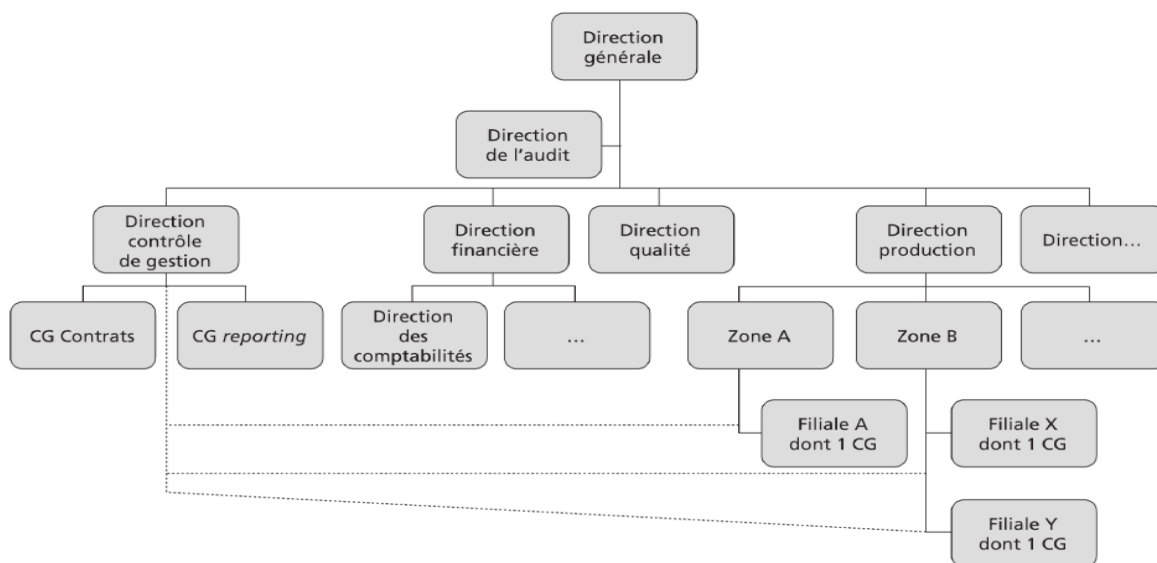 Direction
générale
Direction
de l’audit
Direction
contrôle
de gestion
Direction
financière
Direction
qualité
Direction
production
Direction…
CG Contrats
CG reporting
Direction
des
comptabilités
…
Zone A
Zone B
…
Filiale A
dont 1 CG
Filiale X
dont 1 CG
Filiale Y
dont 1 CG